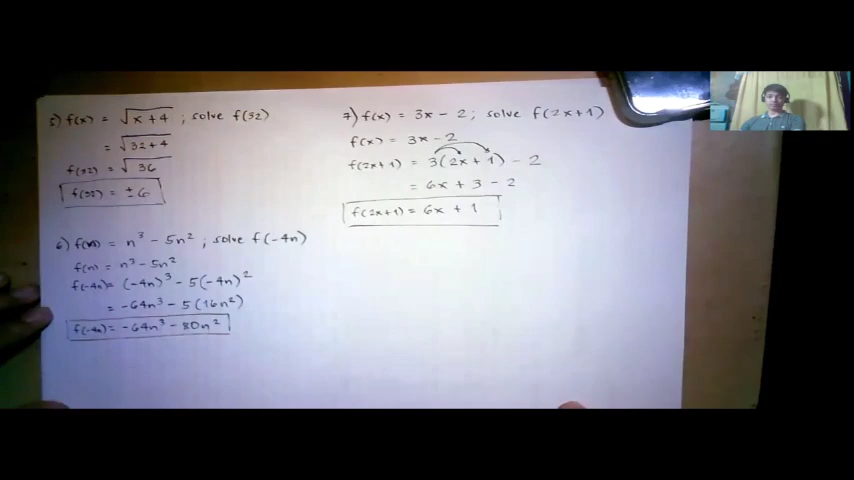 5) f(x) = √x + 4 ; solve f(32)
= √32 + 4
f(32) = √36
f(32) = ± 6
6) f(n) = n³ - 5n² ; solve f(-4n)
f(n) = n³ - 5n²
f(-4n) = (-4n)³ - 5(-4n)²
= -64n³ - 5(16n²)
f(-4n) = -64n³ - 80n²
7) f(x) = 3x - 2 ; solve f(2x+1)
f(x) = 3x - 2
f(2x+1) = 3(2x + 1) - 2
= 6x + 3 - 2
f(2x+1) = 6x + 1